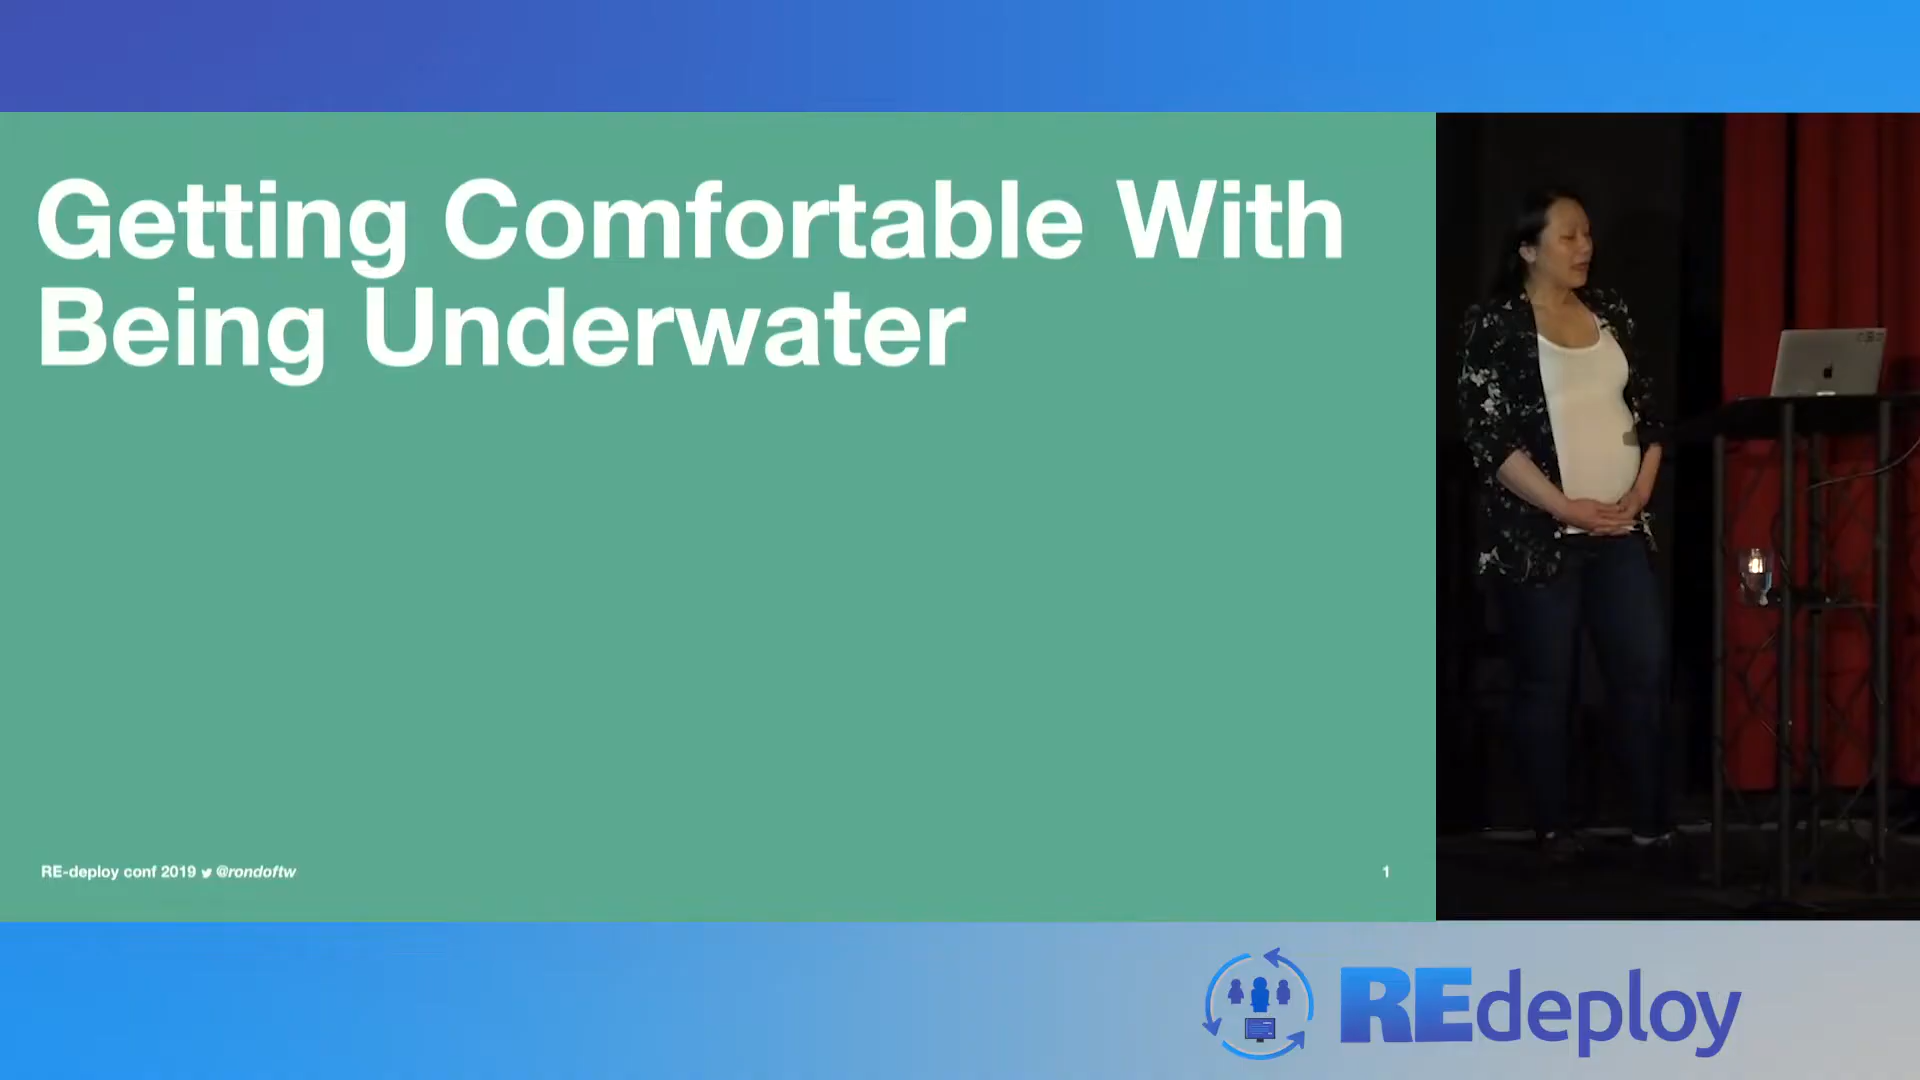 Getting Comfortable With
Being Underwater
RE-deploy conf 2019 @rondoftw
1
REdeploy